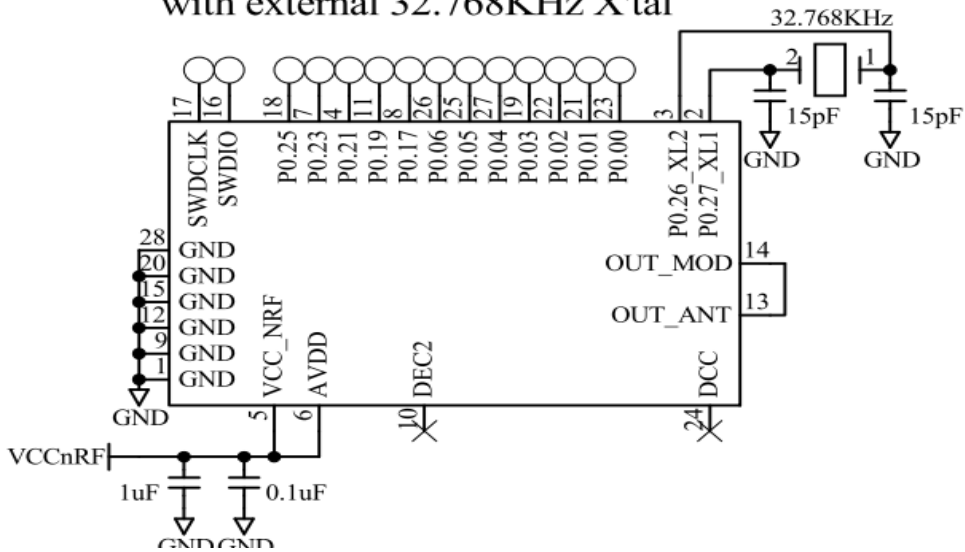 with external 32.768KHz X'tal
32.768KHz
2
1
15pF
15pF
GND
GND
17
16
18
7
4
11
8
26
25
27
19
22
21
23
3
2
SWDCLK
SWDIO
P0.25
P0.23
P0.21
P0.19
P0.17
P0.06
P0.05
P0.04
P0.03
P0.02
P0.01
P0.00
P0.26_XL2
P0.27_XL1
28
GND
20
GND
15
GND
12
GND
9
GND
1
GND
GND
OUT_MOD
14
OUT_ANT
13
VCC_NRF
AVDD
DEC2
DCC
5
6
10
24
VCCnRF
1uF
0.1uF
GND
GND